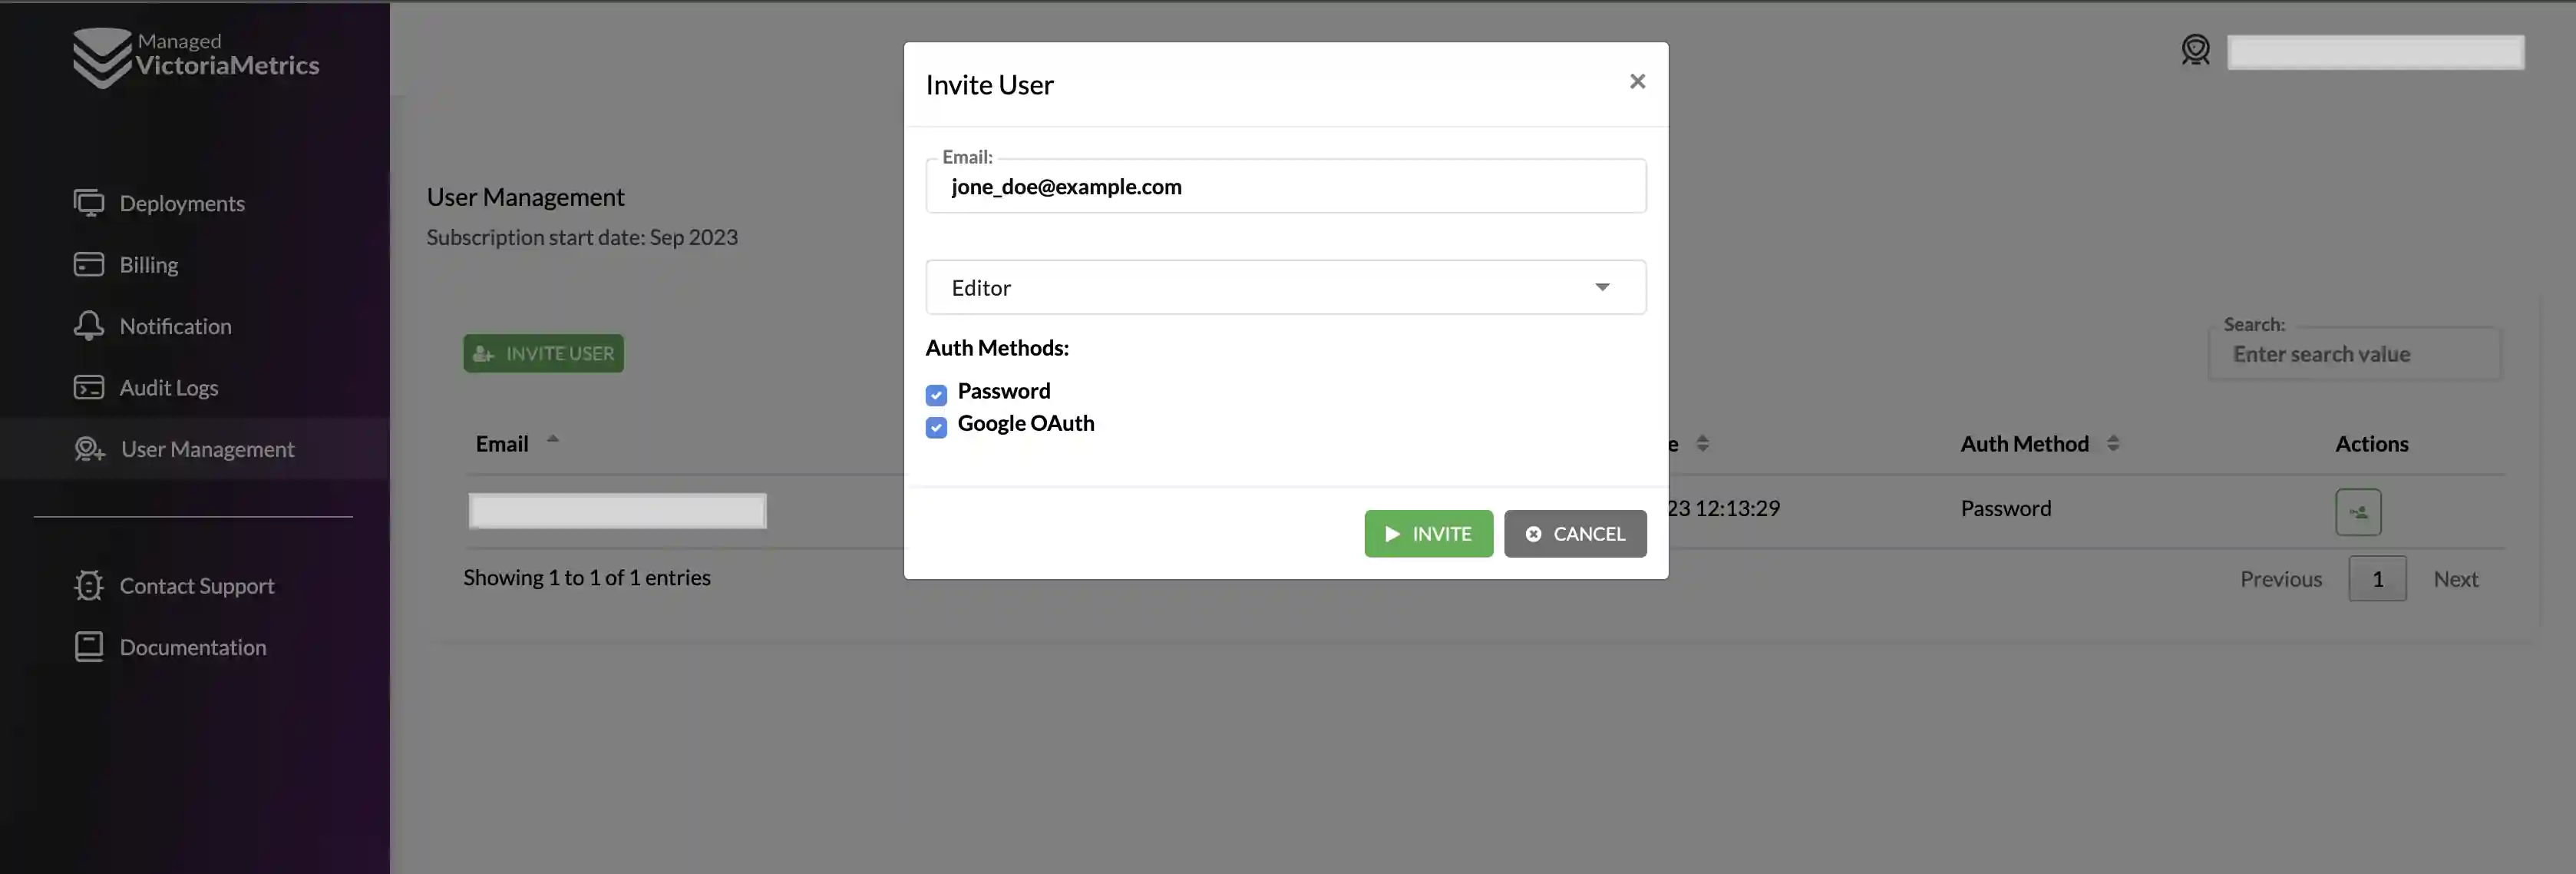 Managed
VictoriaMetrics
Deployments
Billing
Notification
Audit Logs
User Management
Contact Support
Documentation
User Management
Subscription start date: Sep 2023
INVITE USER
Search:
Enter search value
Email
e
Auth Method
Actions
23 12:13:29
Password
Showing 1 to 1 of 1 entries
Previous
1
Next
Invite User
Email:
jone_doe@example.com
Editor
Auth Methods:
Password
Google OAuth
INVITE
CANCEL